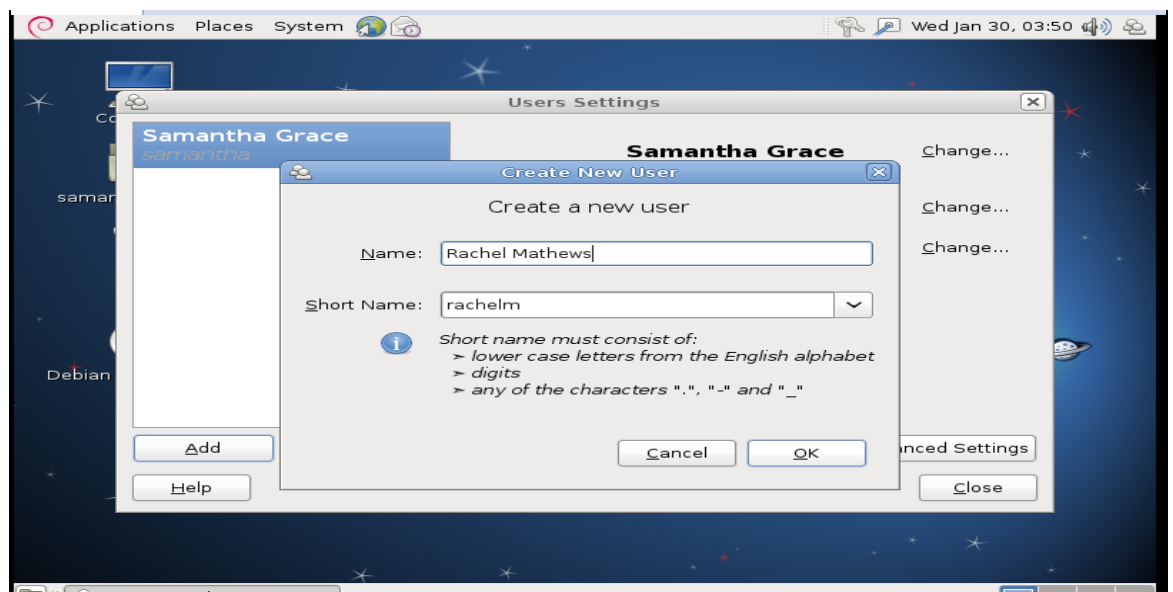 Applications Places System Wed Jan 30, 03:50
Users Settings
Samantha Grace
samantha
Samantha Grace Change...
Change...
Change...
Create New User
Create a new user
Name: Rachel Mathews
Short Name: rachelm
Short name must consist of:
➣ lower case letters from the English alphabet
➣ digits
➣ any of the characters ".", "-" and "_"
Cancel OK
Add
Help
Close
Settings
Debian